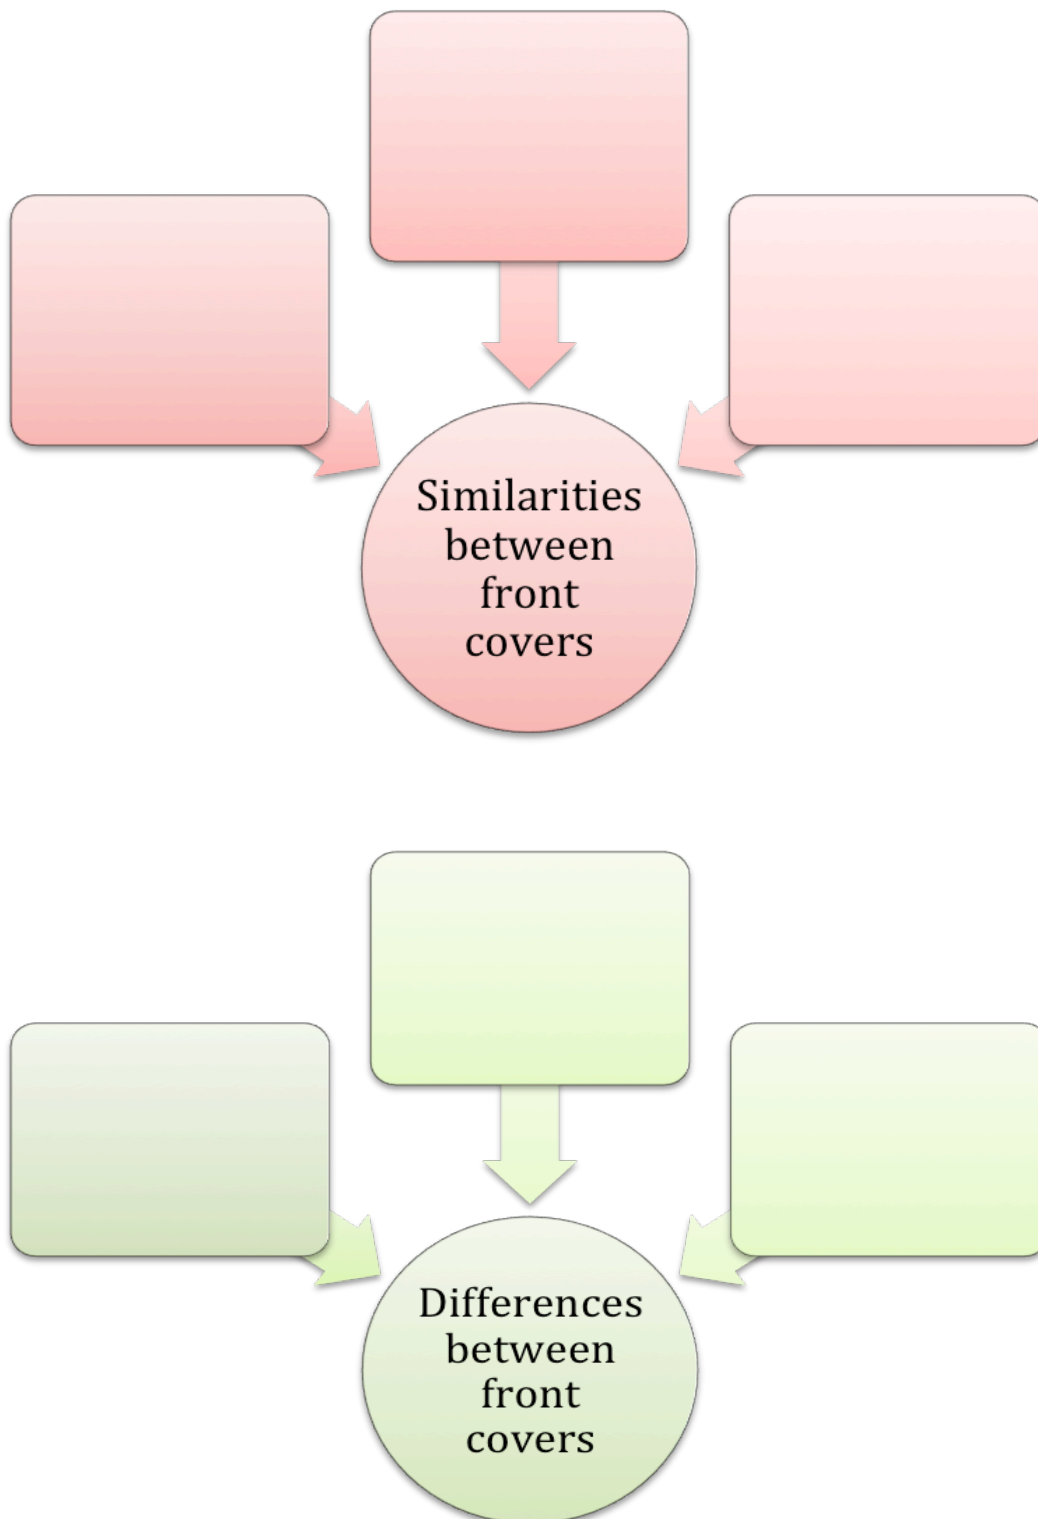 Similarities
between
front
covers
Differences
between
front
covers